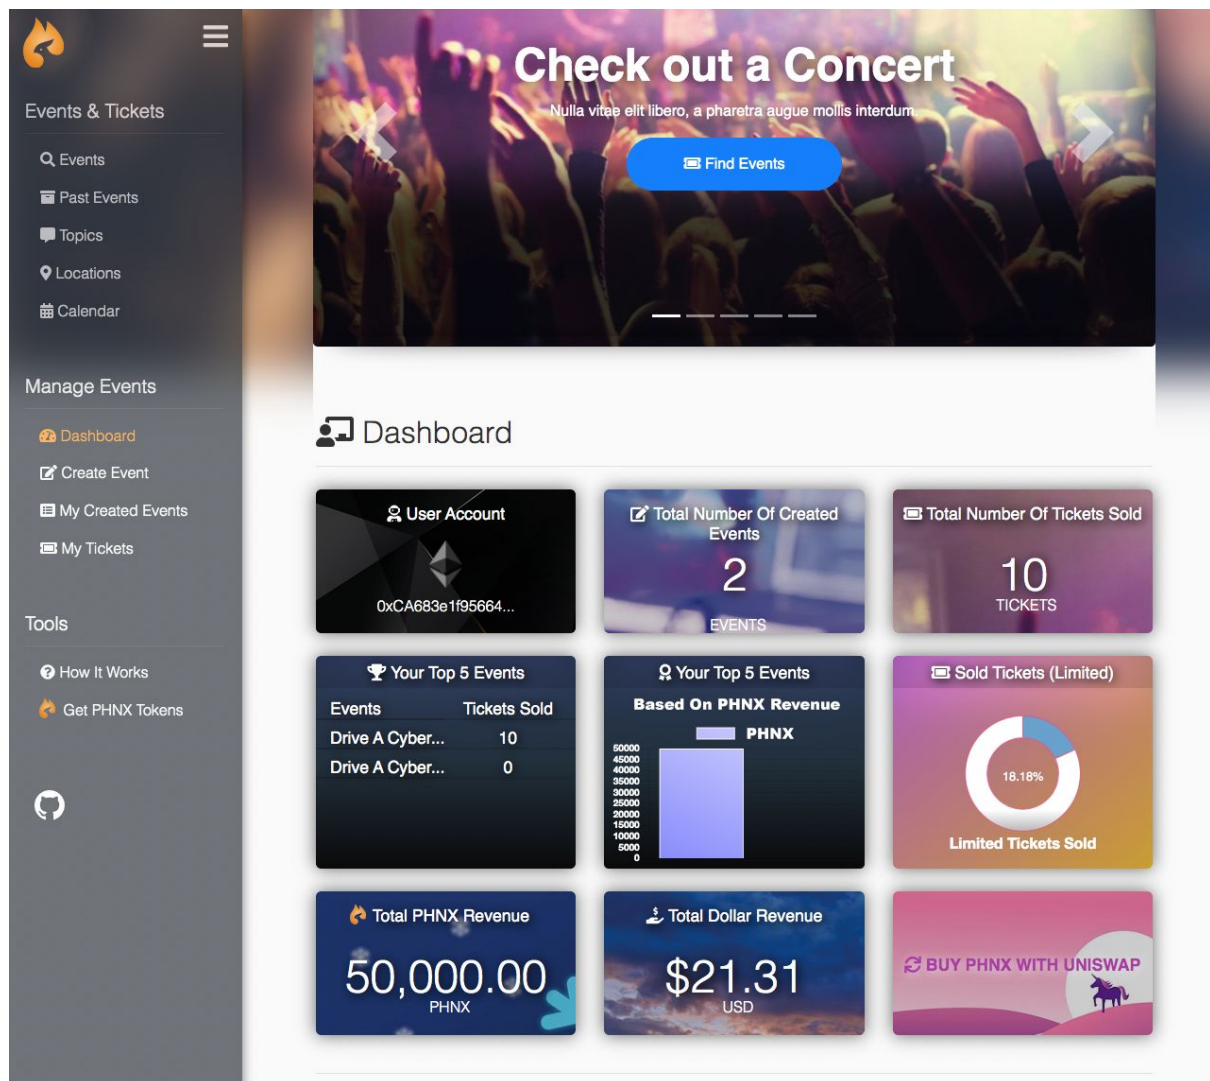 Events & Tickets
Events
Past Events
Topics
Locations
Calendar
Manage Events
Dashboard
Create Event
My Created Events
My Tickets
Tools
How It Works
Get PHNX Tokens
Check out a Concert
Nulla vitae elit libero, a pharetra augue mollis interdum.
Find Events
Dashboard
User Account
0xCA683e1f95664...
Total Number Of Created
Events
2
EVENTS
Total Number Of Tickets Sold
10
TICKETS
Your Top 5 Events
Events Tickets Sold
Drive A Cyber... 10
Drive A Cyber... 0
Your Top 5 Events
Based On PHNX Revenue
PHNX
50000
45000
40000
35000
30000
25000
20000
15000
10000
5000
0
Sold Tickets (Limited)
18.18%
Limited Tickets Sold
Total PHNX Revenue
50,000.00
PHNX
Total Dollar Revenue
$21.31
USD
BUY PHNX WITH UNISWAP